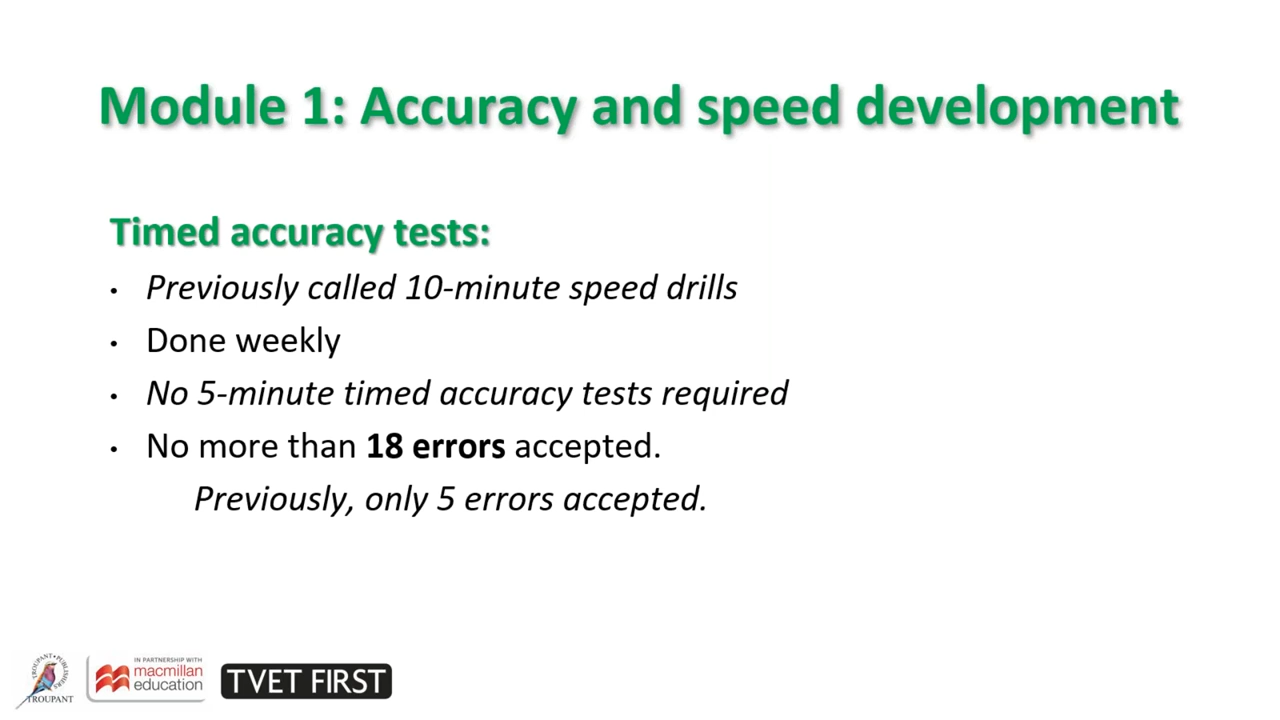 Module 1: Accuracy and speed development
Timed accuracy tests:
• Previously called 10-minute speed drills
• Done weekly
• No 5-minute timed accuracy tests required
• No more than 18 errors accepted.
Previously, only 5 errors accepted.
TROUPANT • PUBLISHERS
TROUPANT
IN PARTNERSHIP WITH
macmillan
education
TVET FIRST